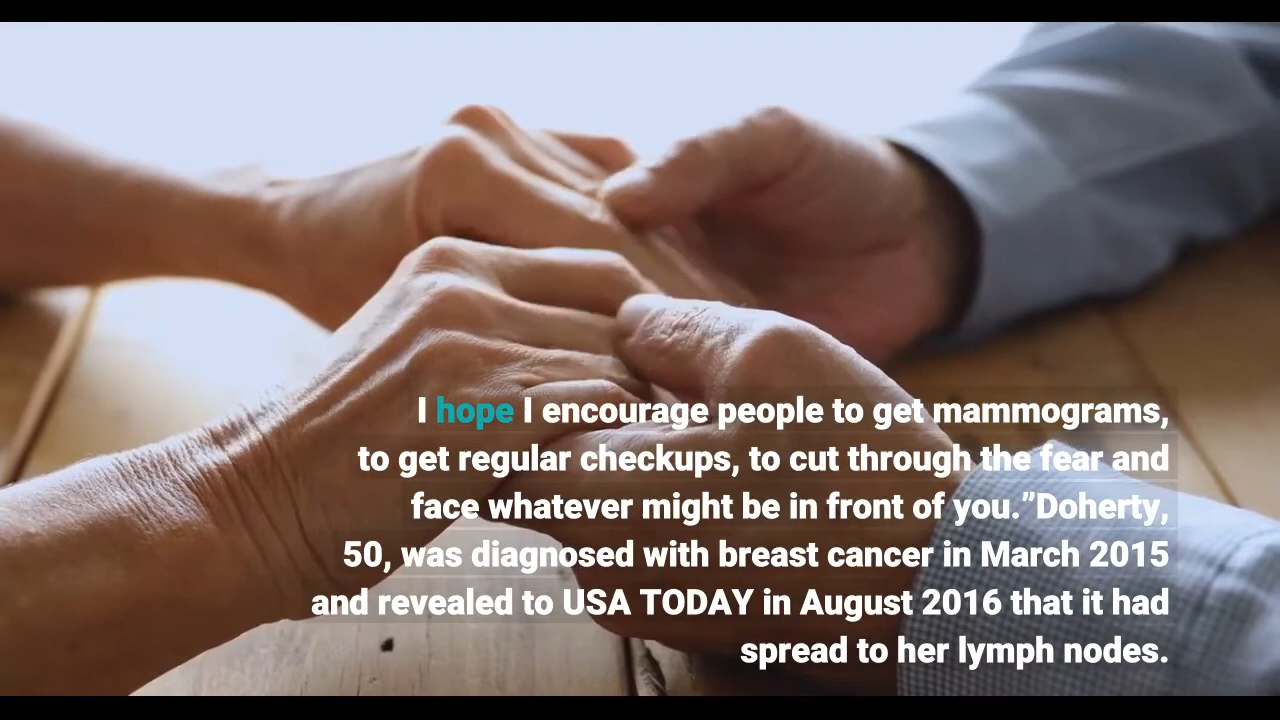 I hope I encourage people to get mammograms,
to get regular checkups, to cut through the fear and
face whatever might be in front of you.”Doherty,
50, was diagnosed with breast cancer in March 2015
and revealed to USA TODAY in August 2016 that it had
spread to her lymph nodes.